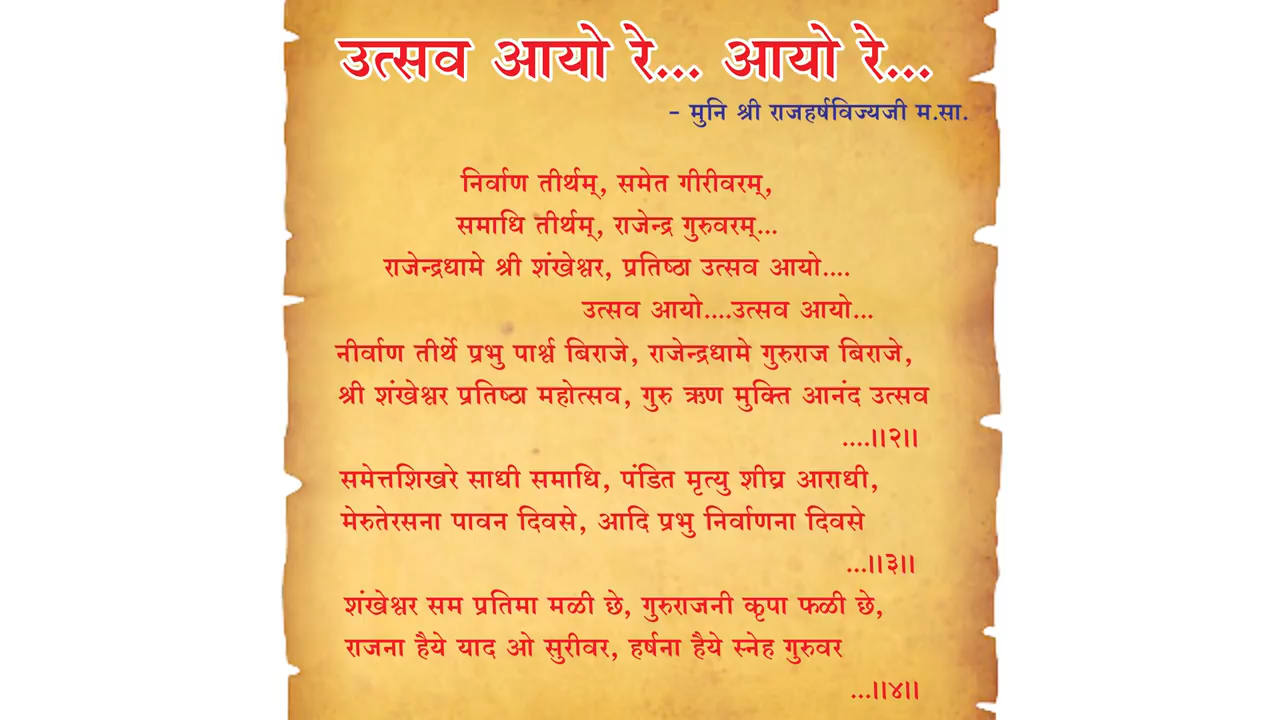 उत्सव आयो रे... आयो रे...
- मुनि श्री राजहर्षविज्यजी म.सा.
निर्वाण तीर्थम्, समेत गीरीवरम्,
समाधि तीर्थम्, राजेन्द्र गुरुवरम्...
राजेन्द्रधामे श्री शंखेश्वर, प्रतिष्ठा उत्सव आयो....
उत्सव आयो....उत्सव आयो...
नीर्वाण तीर्थे प्रभु पार्श्व बिराजे, राजेन्द्रधामे गुरुराज बिराजे,
श्री शंखेश्वर प्रतिष्ठा महोत्सव, गुरु ऋण मुक्ति आनंद उत्सव
....॥२॥
समेत्तशिखरे साधी समाधि, पंडित मृत्यु शीघ्र आराधी,
मेरुतेरसना पावन दिवसे, आदि प्रभु निर्वाणना दिवसे
...॥३॥
शंखेश्वर सम प्रतिमा मळी छे, गुरुराजनी कृपा फळी छे,
राजना हैये याद ओ सुरीवर, हर्षना हैये स्नेह गुरुवर
...॥४॥